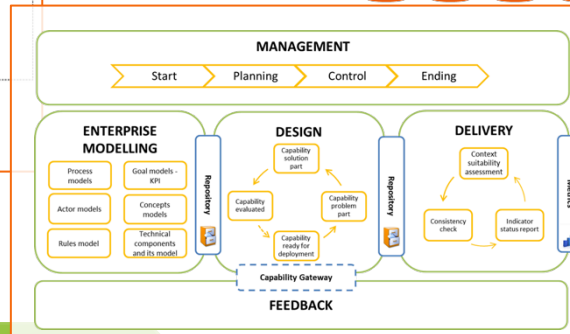 MANAGEMENT
Start
Planning
Control
Ending
ENTERPRISE
MODELLING
Process
models
Goal models -
KPI
Actor models
Concepts
models
Rules model
Technical
components
and its model
Repository
DESIGN
Capability
solution
part
Capability
evaluated
Capability
problem
part
Capability
ready for
deployment
Repository
DELIVERY
Context
suitability
assessment
Consistency
check
Indicator
status report
Capability Gateway
FEEDBACK